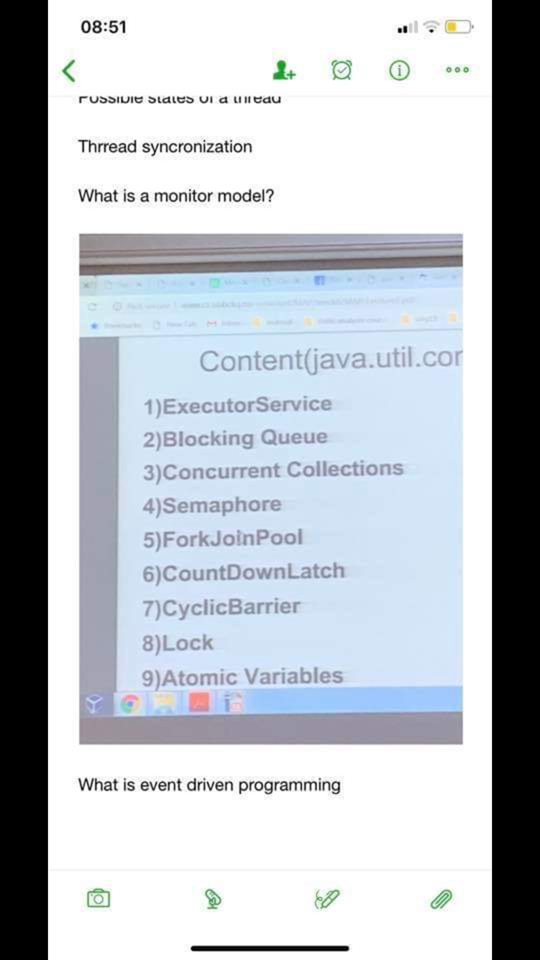 08:51
Possible states of a thread
Thrread syncronization
What is a monitor model?
Content(java.util.cor
1)ExecutorService
2)Blocking Queue
3)Concurrent Collections
4)Semaphore
5)ForkJoinPool
6)CountDownLatch
7)CyclicBarrier
8)Lock
9)Atomic Variables
What is event driven programming